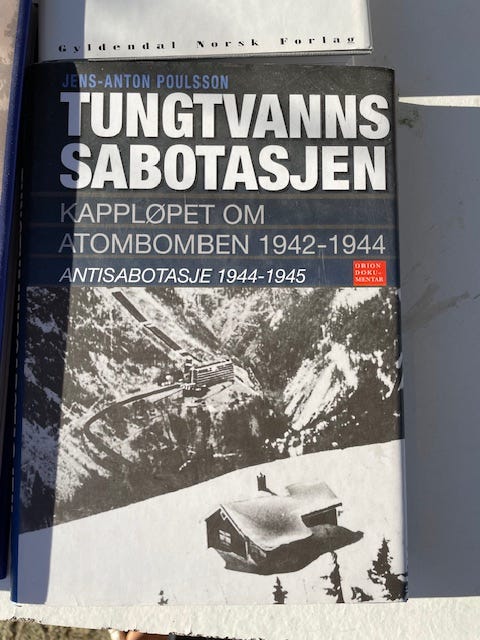 Gyldendal Norsk Forlag
JENS-ANTON POULSSON
TUNGTVANNS
SABOTASJEN
KAPPLØPET OM
ATOMBOMBEN 1942-1944
ANTISABOTASJE 1944-1945
ORION
DOKU-
MENTAR